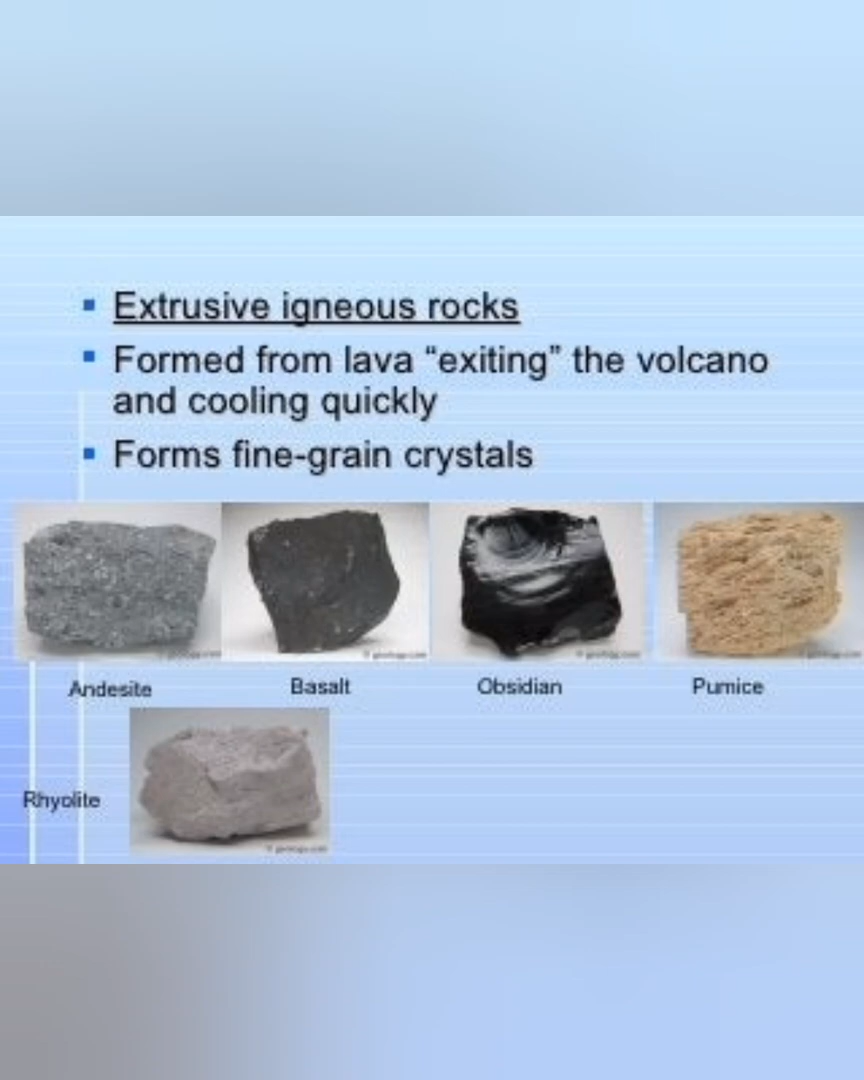 Extrusive igneous rocks
Formed from lava “exiting” the volcano
and cooling quickly
Forms fine-grain crystals
Andesite
Basalt
Obsidian
Pumice
Rhyolite